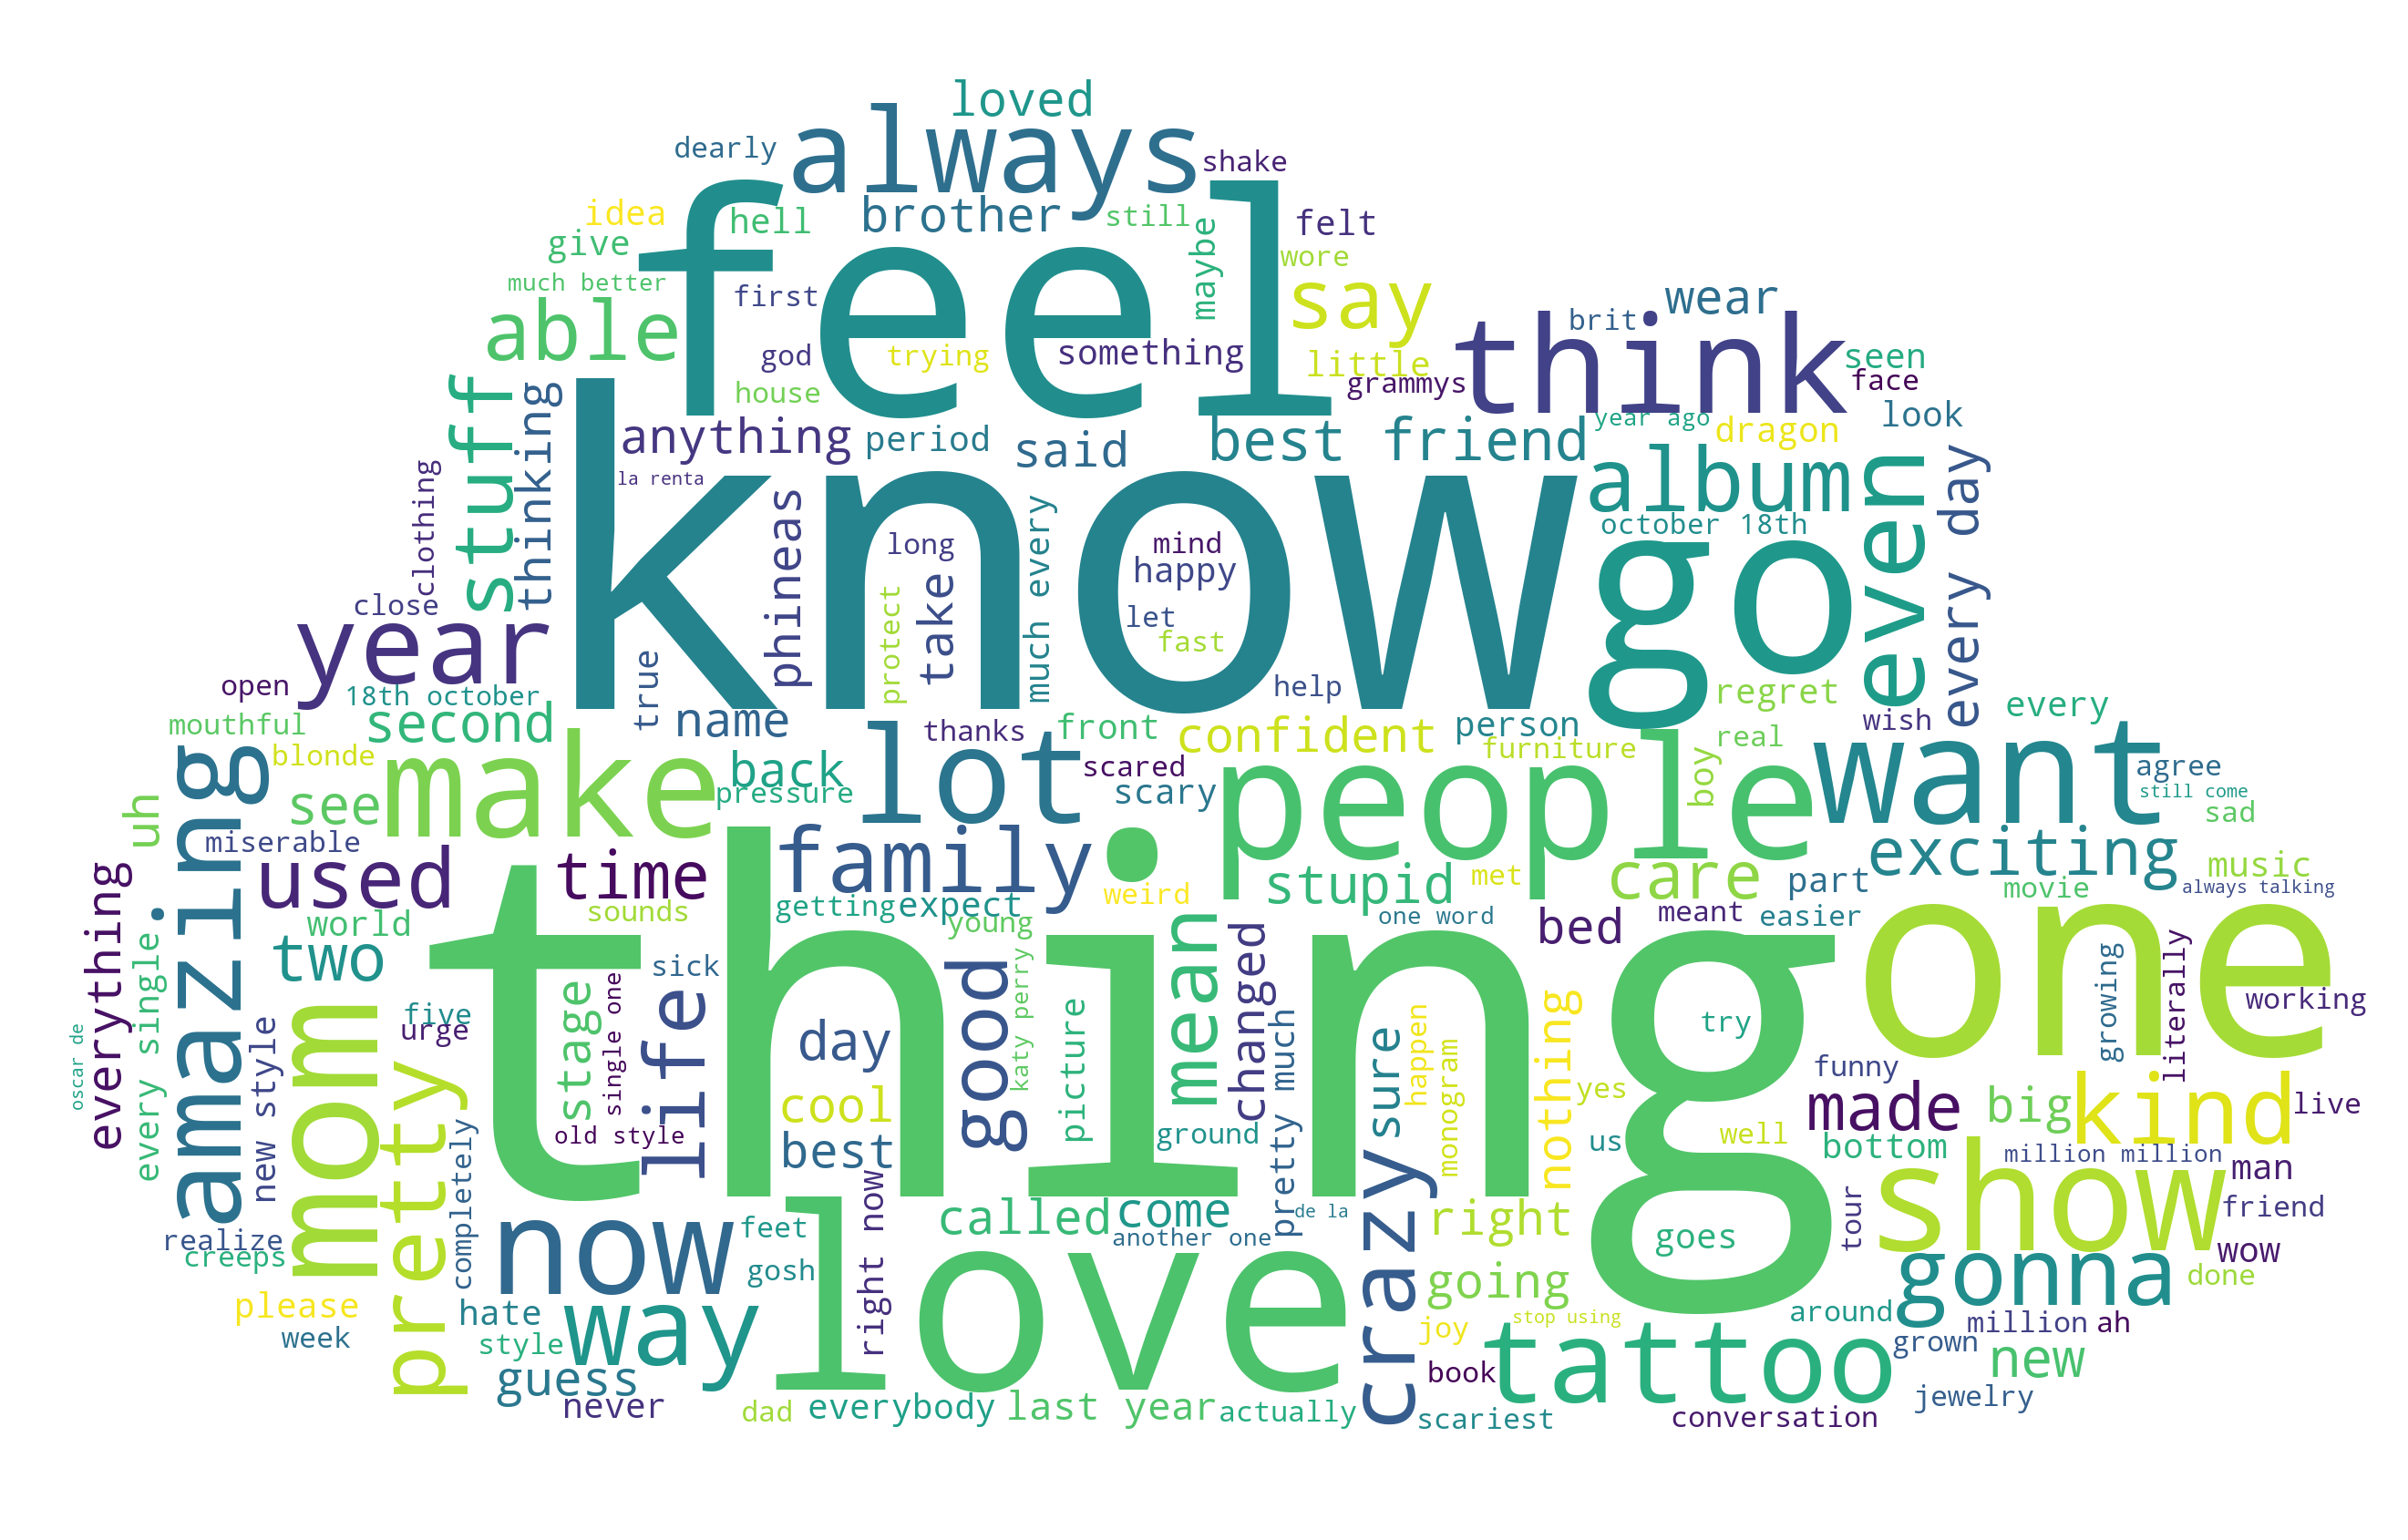 loved
always
dearly
shake
feel
idea
hell
brother
still
felt
give
maybe
wore
much better
first
say
wear
able
think
brit
god
trying
something
little
seen
grammys
face
house
stuff
thinking
anything
period
said
best friend
year ago
dragon
look
la renta
album
even
every day
clothing
know
phineas
long
much every
mind
october 18th
go
happy
close
protect
take
let
fast
year
true
open
18th october
help
regret
mouthful
second
name
thanks
front
confident
person
wish
every
blonde
amazing
make
back
lot
scared
furniture
real
want
agree
uh
see
pressure
scary
people
boy
still come
sad
miserable
family
exciting
everything
used
time
stupid
met
care
part
music
weird
movie
always talking
world
sounds
getting
expect
young
one word
bed
meant
easier
every single
two
thing
mean
changed
one
sick
good
katy perry
growing
literally
working
oscar de
mom
five
urge
stage
single one
life
day
picture
pretty much
sure
happen
monogram
nothing
try
new style
cool
yes
funny
made
big
kind
live
pretty
old style
best
ground
us
well
bottom
million million
man
completely
right now
crazy
show
friend
realize
creeps
now
feet
called
come
de la
another one
right
goes
tour
wow
gosh
love
going
gonna
done
please
hate
way
joy
stop using
around
million
ah
week
style
tattoo
grown
new
guess
book
jewelry
never
dad
everybody
last year
actually
scariest
conversation